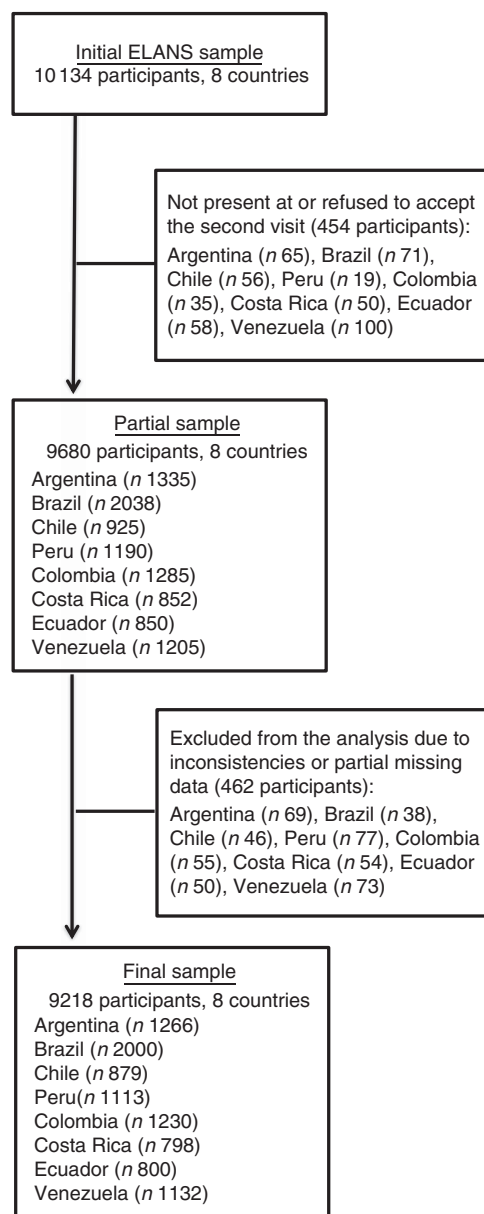 Initial ELANS sample
10 134 participants, 8 countries
Not present at or refused to accept
the second visit (454 participants):
Argentina (n 65), Brazil (n 71),
Chile (n 56), Peru (n 19), Colombia
(n 35), Costa Rica (n 50), Ecuador
(n 58), Venezuela (n 100)
Partial sample
9680 participants, 8 countries
Argentina (n 1335)
Brazil (n 2038)
Chile (n 925)
Peru (n 1190)
Colombia (n 1285)
Costa Rica (n 852)
Ecuador (n 850)
Venezuela (n 1205)
Excluded from the analysis due to
inconsistencies or partial missing
data (462 participants):
Argentina (n 69), Brazil (n 38),
Chile (n 46), Peru (n 77), Colombia
(n 55), Costa Rica (n 54), Ecuador
(n 50), Venezuela (n 73)
Final sample
9218 participants, 8 countries
Argentina (n 1266)
Brazil (n 2000)
Chile (n 879)
Peru(n 1113)
Colombia (n 1230)
Costa Rica (n 798)
Ecuador (n 800)
Venezuela (n 1132)